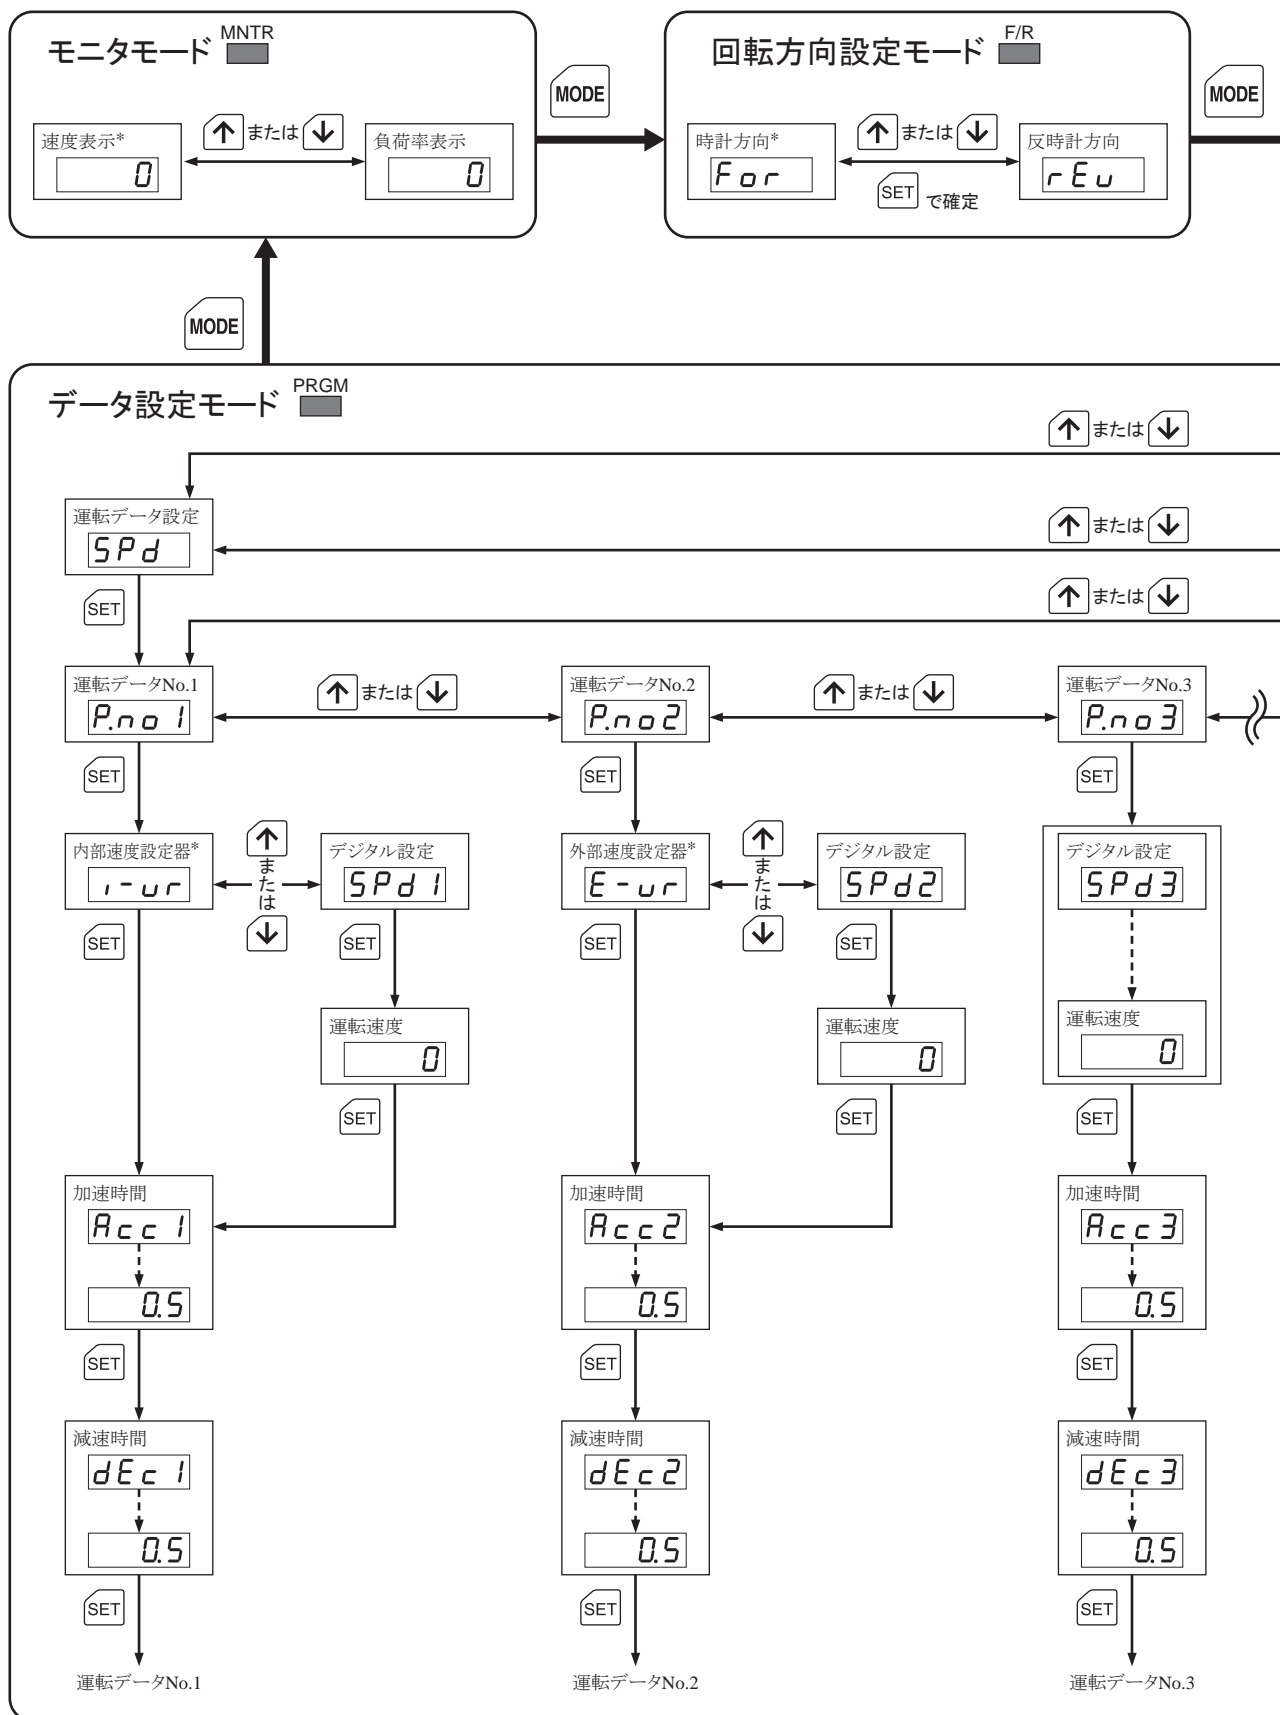 モニタモード MNTR
回転方向設定モード F/R
MODE
MODE
速度表示*
0
または
負荷率表示
0
時計方向*
For
または
SET で確定
反時計方向
rEv
MODE
データ設定モード PRGM
または
運転データ設定
SPd
または
SET
または
運転データNo.1
P.no1
または
運転データNo.2
P.no2
または
運転データNo.3
P.no3
SET
SET
SET
内部速度設定器*
i-vr
または
デジタル設定
SPd1
外部速度設定器*
E-vr
または
デジタル設定
SPd2
デジタル設定
SPd3
SET
SET
SET
SET
運転速度
0
運転速度
0
運転速度
0
SET
SET
SET
加速時間
Acc1
0.5
加速時間
Acc2
0.5
加速時間
Acc3
0.5
SET
SET
SET
減速時間
dEc1
0.5
減速時間
dEc2
0.5
減速時間
dEc3
0.5
SET
SET
SET
運転データNo.1
運転データNo.2
運転データNo.3